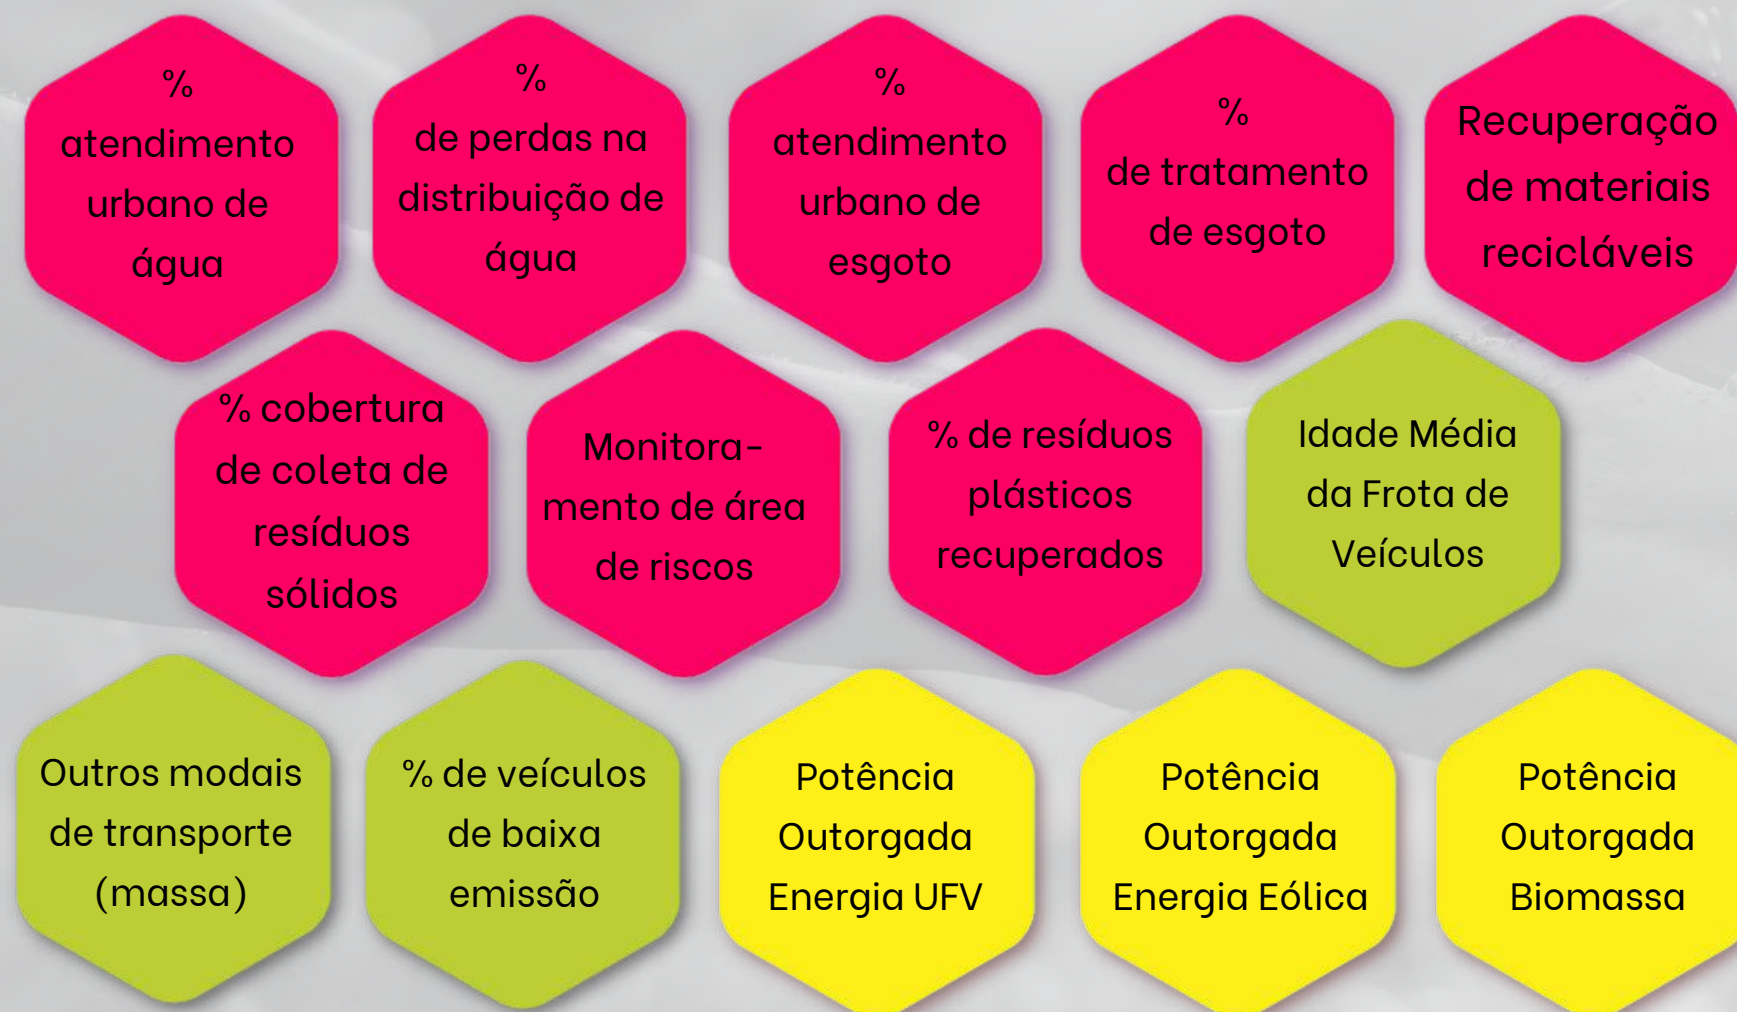 %
atendimento
urbano de
água
%
de perdas na
distribuição de
água
%
atendimento
urbano de
esgoto
%
de tratamento
de esgoto
Recuperação
de materiais
recicláveis
% cobertura
de coleta de
resíduos
sólidos
Monitora-
mento de área
de riscos
% de resíduos
plásticos
recuperados
Idade Média
da Frota de
Veículos
Outros modais
de transporte
(massa)
% de veículos
de baixa
emissão
Potência
Outorgada
Energia UFV
Potência
Outorgada
Energia Eólica
Potência
Outorgada
Biomassa